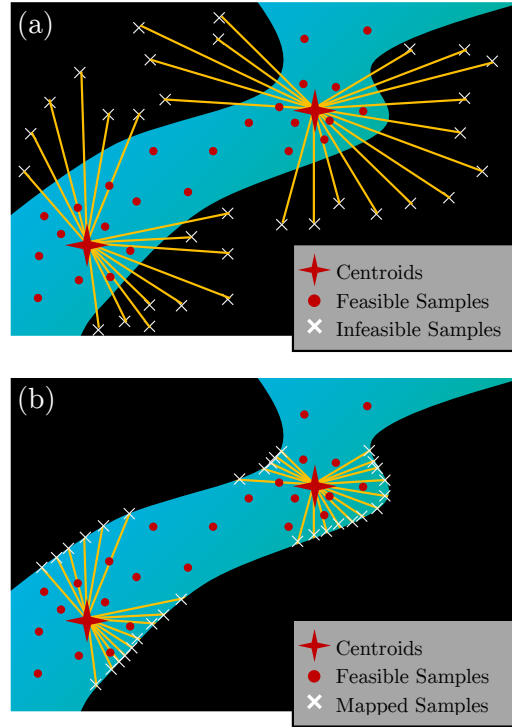 (a)
Centroids
Feasible Samples
Infeasible Samples
(b)
Centroids
Feasible Samples
Mapped Samples